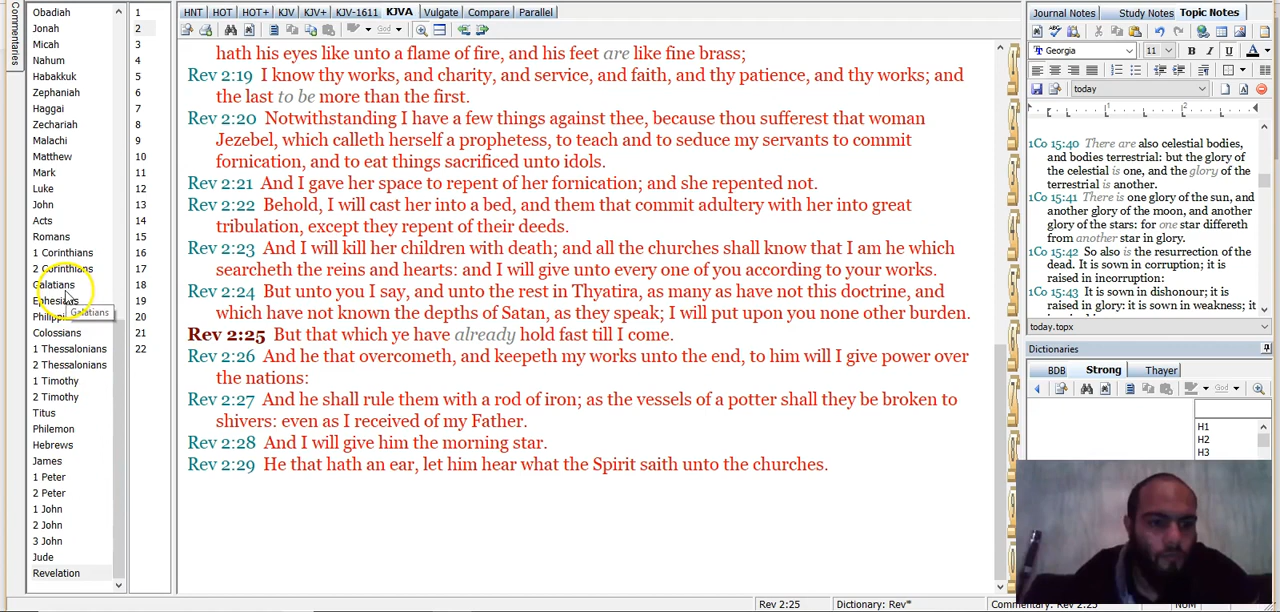 Commentaries
Obadiah
Jonah
Micah
Nahum
Habakkuk
Zephaniah
Haggai
Zechariah
Malachi
Matthew
Mark
Luke
John
Acts
Romans
1 Corinthians
2 Corinthians
Galatians
Ephesians
Galatians
Colossians
1 Thessalonians
2 Thessalonians
1 Timothy
2 Timothy
Titus
Philemon
Hebrews
James
1 Peter
2 Peter
1 John
2 John
3 John
Jude
Revelation
1
2
3
4
5
6
7
8
9
10
11
12
13
14
15
16
17
18
19
20
21
22
HNT HOT HOT+ KJV KJV+ KJV-1611 KJVA Vulgate Compare Parallel
God
hath his eyes like unto a flame of fire, and his feet are like fine brass;
Rev 2:19 I know thy works, and charity, and service, and faith, and thy patience, and thy works; and
the last to be more than the first.
Rev 2:20 Notwithstanding I have a few things against thee, because thou sufferest that woman
Jezebel, which calleth herself a prophetess, to teach and to seduce my servants to commit
fornication, and to eat things sacrificed unto idols.
Rev 2:21 And I gave her space to repent of her fornication; and she repented not.
Rev 2:22 Behold, I will cast her into a bed, and them that commit adultery with her into great
tribulation, except they repent of their deeds.
Rev 2:23 And I will kill her children with death; and all the churches shall know that I am he which
searcheth the reins and hearts: and I will give unto every one of you according to your works.
Rev 2:24 But unto you I say, and unto the rest in Thyatira, as many as have not this doctrine, and
which have not known the depths of Satan, as they speak; I will put upon you none other burden.
Rev 2:25 But that which ye have already hold fast till I come.
Rev 2:26 And he that overcometh, and keepeth my works unto the end, to him will I give power over
the nations:
Rev 2:27 And he shall rule them with a rod of iron; as the vessels of a potter shall they be broken to
shivers: even as I received of my Father.
Rev 2:28 And I will give him the morning star.
Rev 2:29 He that hath an ear, let him hear what the Spirit saith unto the churches.
1
2
3
4
5
6
7
8
9
Journal Notes Study Notes Topic Notes
Georgia 11 B I U A
today
1 2
1Co 15:40 There are also celestial bodies,
and bodies terrestrial: but the glory of
the celestial is one, and the glory of the
terrestrial is another.
1Co 15:41 There is one glory of the sun, and
another glory of the moon, and another
glory of the stars: for one star differeth
from another star in glory.
1Co 15:42 So also is the resurrection of the
dead. It is sown in corruption; it is
raised in incorruption:
1Co 15:43 It is sown in dishonour; it is
raised in glory: it is sown in weakness; it
today.topx
Dictionaries
BDB Strong Thayer
God
H1
H2
H3
Rev 2:25 Dictionary: Rev* Commentary: Rev 2:25 NUM